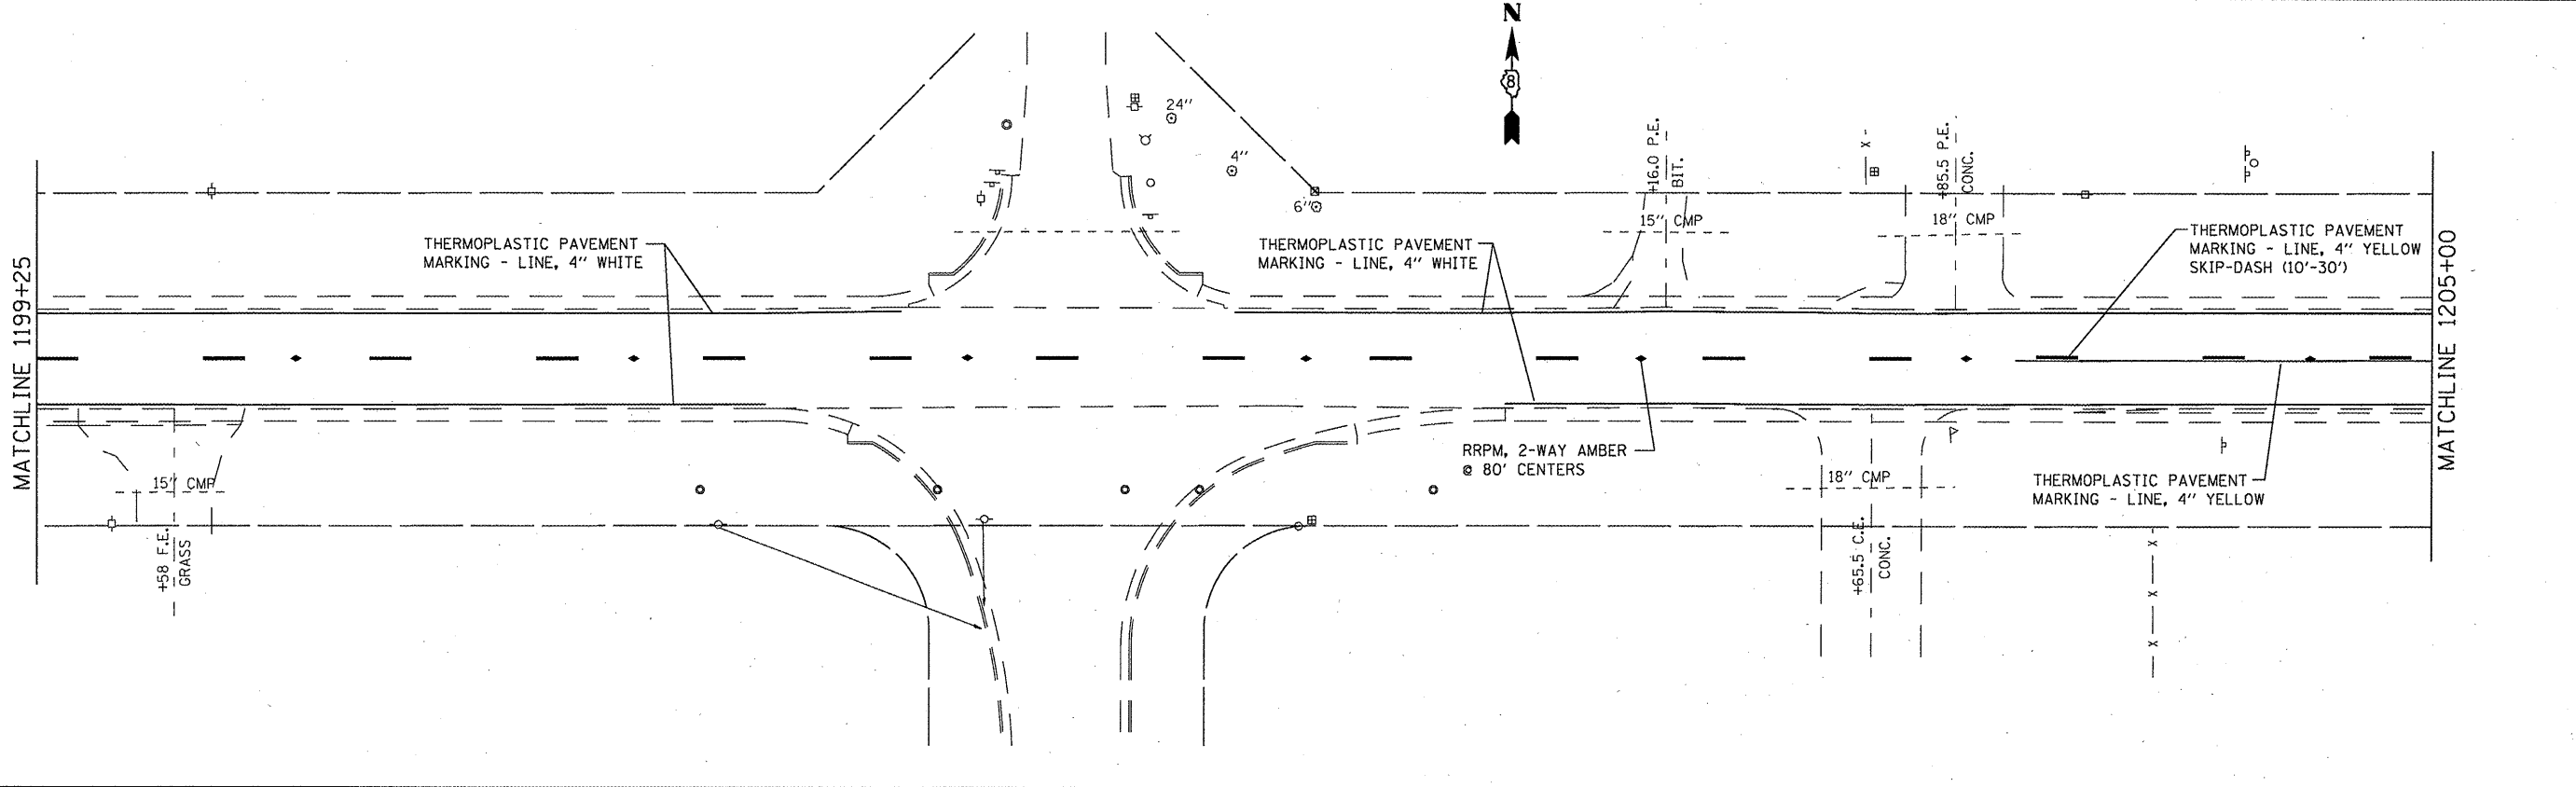 N
8
24"
4"
6"
+16.0 P.E.
BIT.
X
+85.5 P.E.
CONC.
15" CMP
18" CMP
THERMOPLASTIC PAVEMENT
MARKING - LINE, 4" WHITE
THERMOPLASTIC PAVEMENT
MARKING - LINE, 4" WHITE
THERMOPLASTIC PAVEMENT
MARKING - LINE, 4" YELLOW
SKIP-DASH (10'-30')
MATCHLINE 1199+25
MATCHLINE 1205+00
RRPM, 2-WAY AMBER
@ 80' CENTERS
15" CMP
18" CMP
THERMOPLASTIC PAVEMENT
MARKING - LINE, 4" YELLOW
+58 F.E.
GRASS
+65.5 C.E.
CONC.
X
X
X